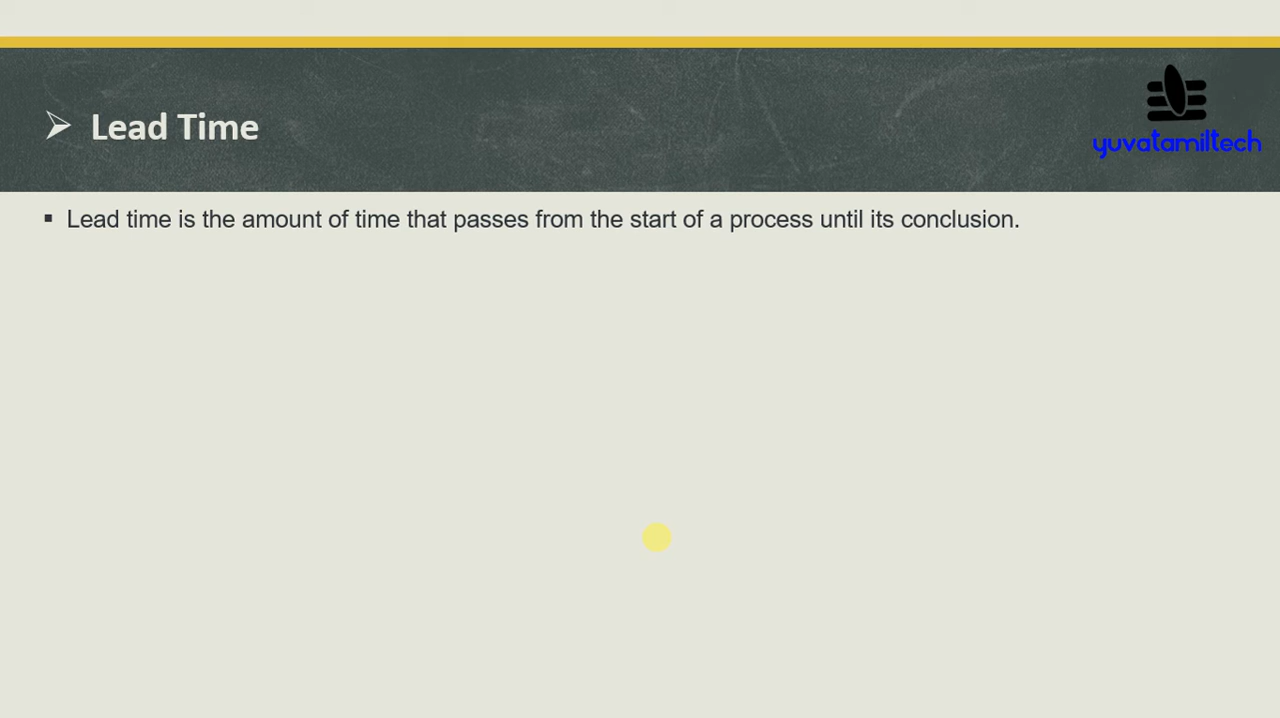 Lead Time
yuvatamiltech
Lead time is the amount of time that passes from the start of a process until its conclusion.